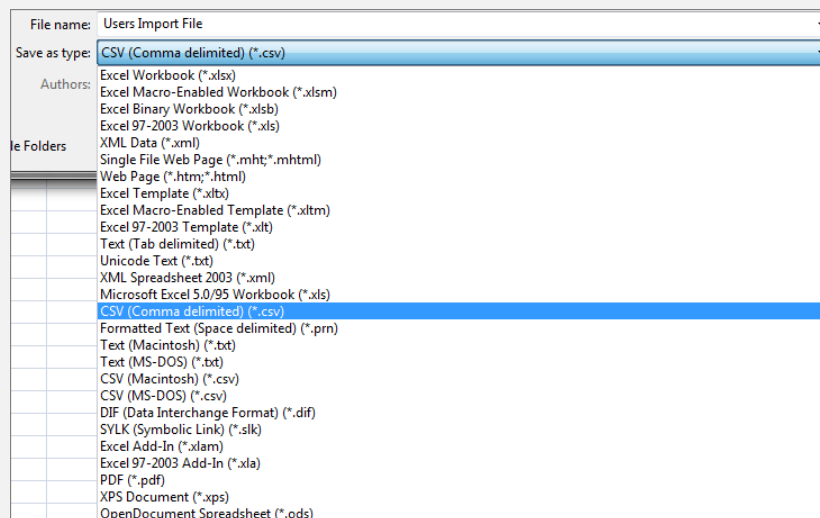 File name: Users Import File
Save as type: CSV (Comma delimited) (*.csv)
Authors:
le Folders
Excel Workbook (*.xlsx)
Excel Macro-Enabled Workbook (*.xlsm)
Excel Binary Workbook (*.xlsb)
Excel 97-2003 Workbook (*.xls)
XML Data (*.xml)
Single File Web Page (*.mht;*.mhtml)
Web Page (*.htm;*.html)
Excel Template (*.xltx)
Excel Macro-Enabled Template (*.xltm)
Excel 97-2003 Template (*.xlt)
Text (Tab delimited) (*.txt)
Unicode Text (*.txt)
XML Spreadsheet 2003 (*.xml)
Microsoft Excel 5.0/95 Workbook (*.xls)
CSV (Comma delimited) (*.csv)
Formatted Text (Space delimited) (*.prn)
Text (Macintosh) (*.txt)
Text (MS-DOS) (*.txt)
CSV (Macintosh) (*.csv)
CSV (MS-DOS) (*.csv)
DIF (Data Interchange Format) (*.dif)
SYLK (Symbolic Link) (*.slk)
Excel Add-In (*.xlam)
Excel 97-2003 Add-In (*.xla)
PDF (*.pdf)
XPS Document (*.xps)
OpenDocument Spreadsheet (*.ods)